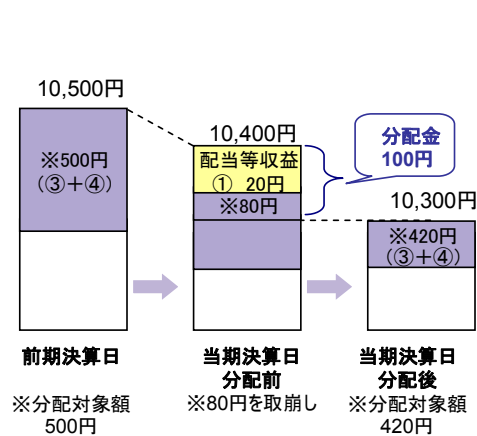 10,500円
※500円
(③+④)
前期決算日
※分配対象額
500円
10,400円
配当等収益
① 20円
※80円
当期決算日
分配前
※80円を取崩し
分配金
100円
10,300円
※420円
(③+④)
当期決算日
分配後
※分配対象額
420円